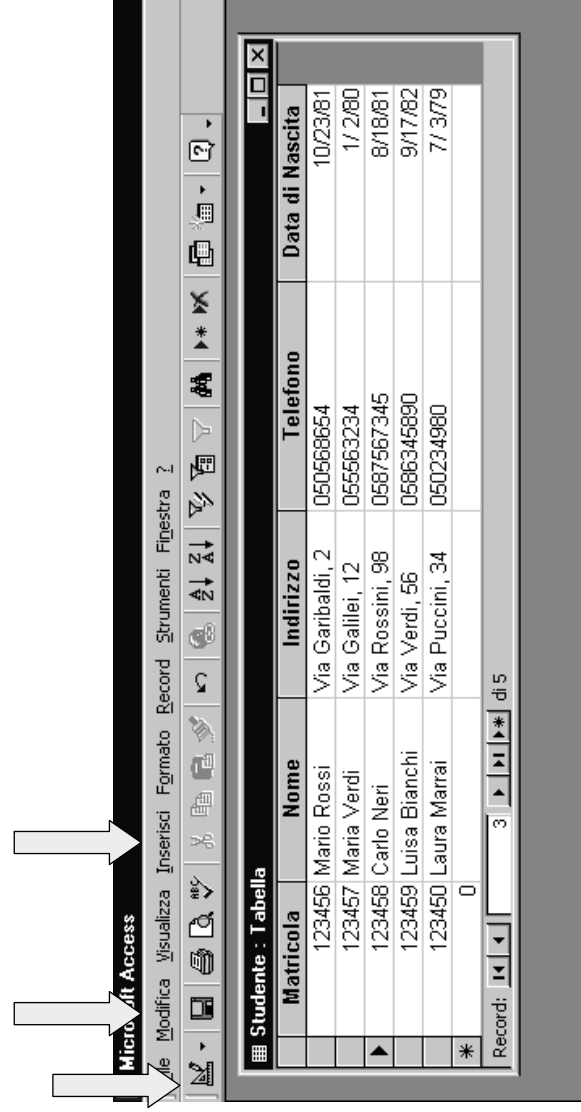 Microsoft Access
File Modifica Visualizza Inserisci Formato Record Strumenti Finestra ?
Studente : Tabella
Matricola Nome Indirizzo Telefono Data di Nascita
123456 Mario Rossi Via Garibaldi, 2 050568654 10/23/81
123457 Maria Verdi Via Galilei, 12 055563234 1/ 2/80
123458 Carlo Neri Via Rossini, 98 0587567345 8/18/81
123459 Luisa Bianchi Via Verdi, 56 0586345890 9/17/82
123450 Laura Marrai Via Puccini, 34 050234980 7/ 3/79
0
Record: 3 di 5